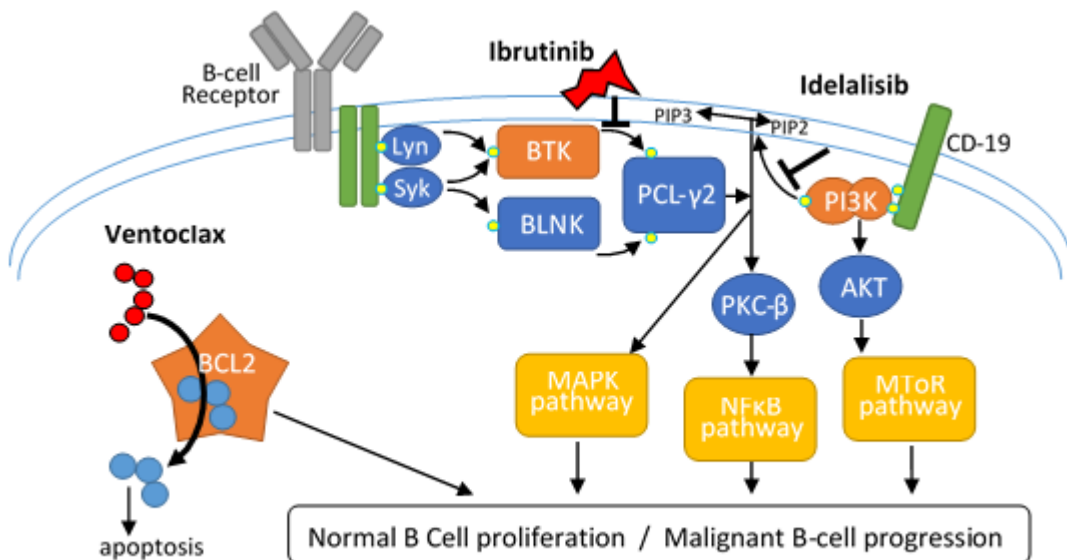 Ibrutinib
B-cell
Receptor
Idelalisib
PIP3
PIP2
CD-19
Lyn
BTK
Syk
PCL-γ2
PI3K
BLNK
Ventoclax
AKT
PKC-β
BCL2
MAPK
pathway
NFκB
pathway
MToR
pathway
apoptosis
Normal B Cell proliferation / Malignant B-cell progression